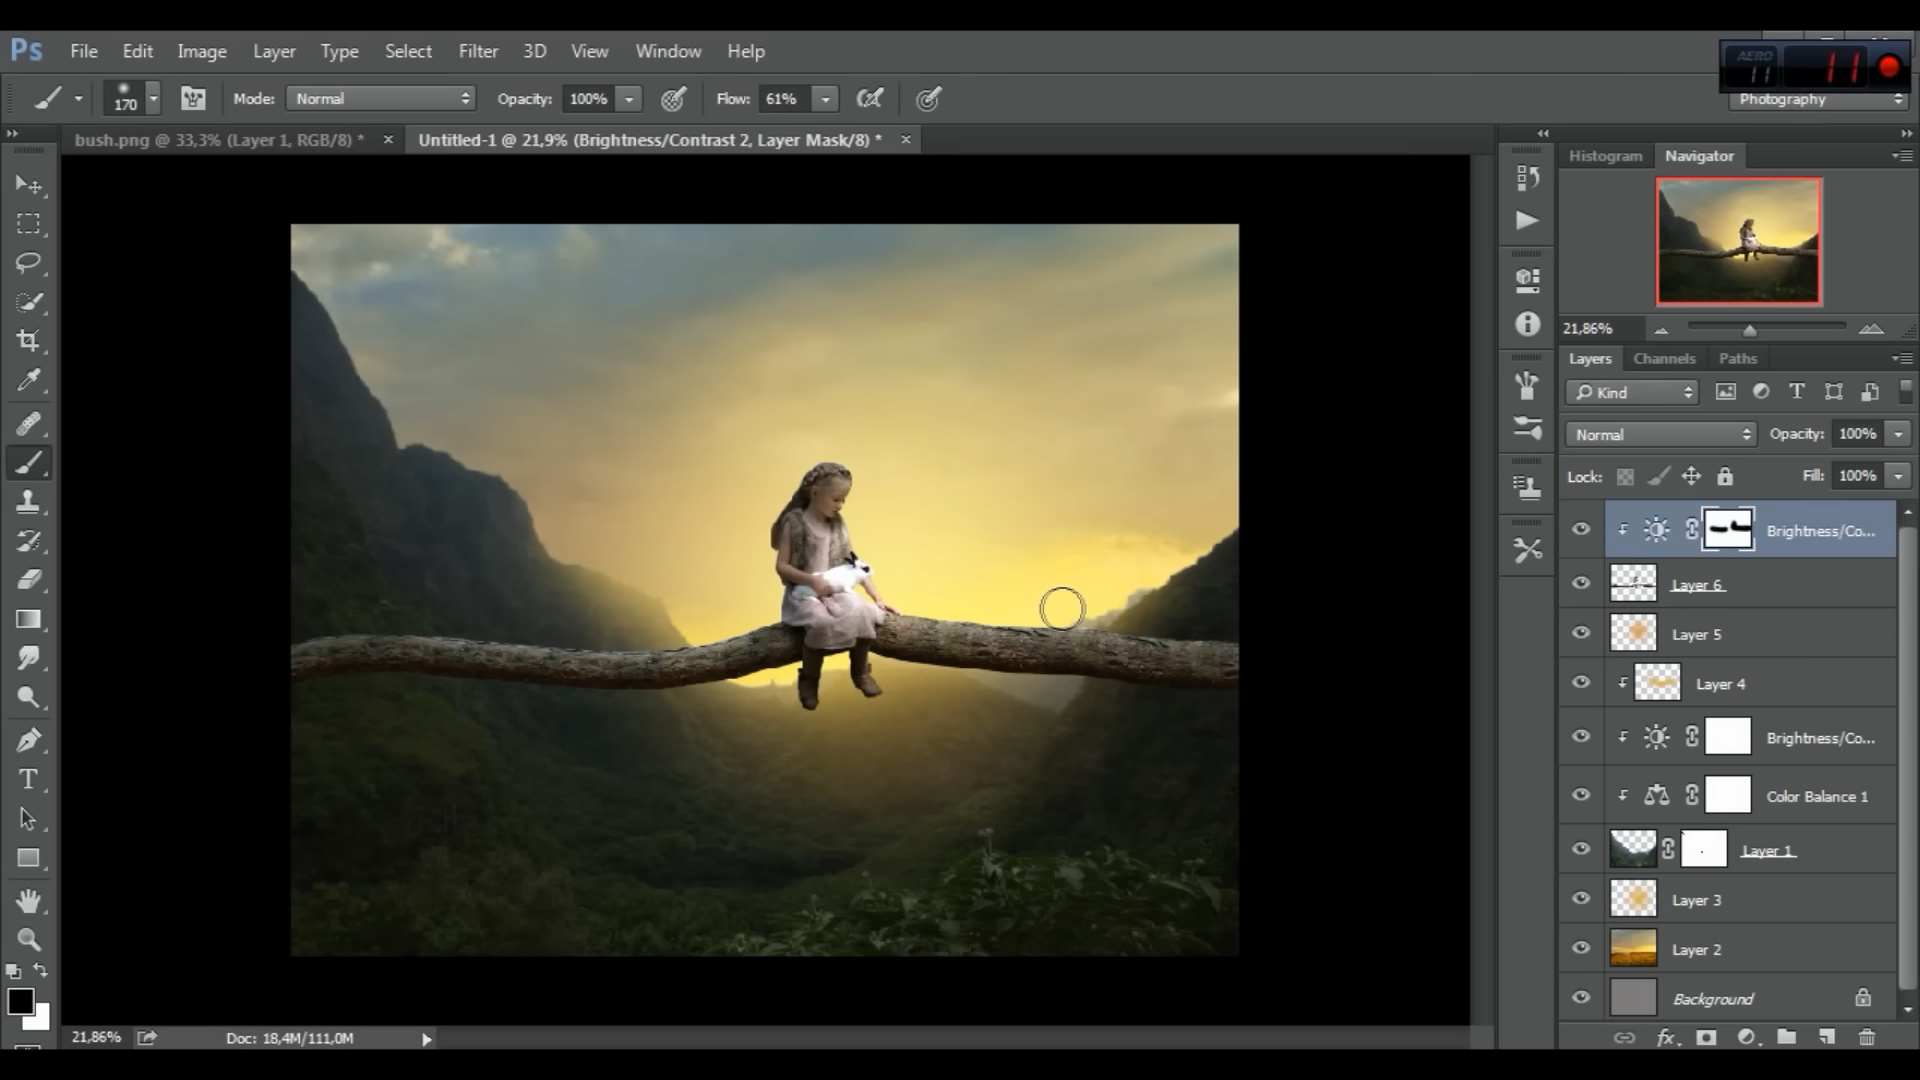 Ps File Edit Image Layer Type Select Filter 3D View Window Help
AERO 11 11
170 Mode: Normal Opacity: 100% Flow: 61% Photography
bush.png @ 33,3% (Layer 1, RGB/8) * × Untitled-1 @ 21,9% (Brightness/Contrast 2, Layer Mask/8) * ×
Histogram Navigator
21,86%
Layers Channels Paths
Kind
Normal Opacity: 100%
Lock: Fill: 100%
Brightness/Co...
Layer 6
Layer 5
Layer 4
Brightness/Co...
Color Balance 1
Layer 1
Layer 3
Layer 2
Background
21,86% Doc: 18,4M/111,0M
fx